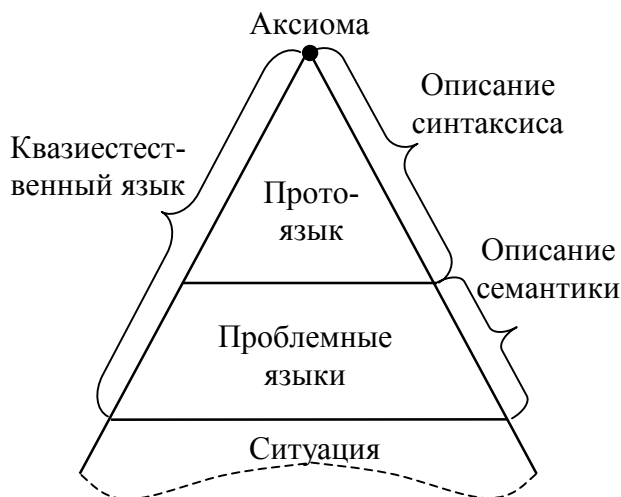 Аксиома
Описание
синтаксиса
Квазиестест-
венный язык
Прото-
язык
Описание
семантики
Проблемные
языки
Ситуация